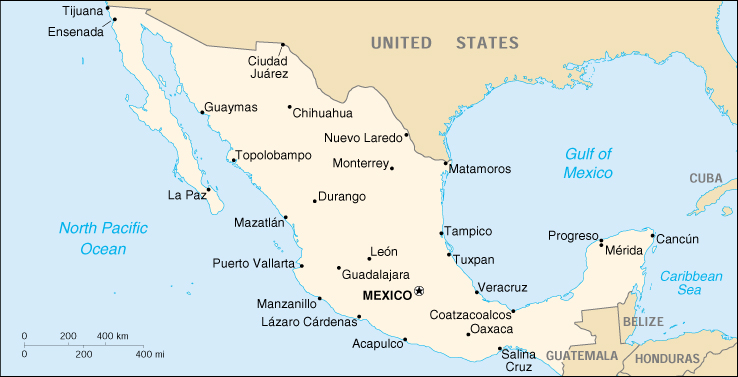 Tijuana
Ensenada
Ciudad
Juárez
UNITED STATES
Guaymas
Chihuahua
Nuevo Laredo
Topolobampo
Monterrey
Matamoros
Gulf of
Mexico
CUBA
La Paz
Durango
Mazatlán
North Pacific
Ocean
Tampico
Progreso
Mérida
Cancún
León
Tuxpan
Puerto Vallarta
Guadalajara
Caribbean
Sea
MEXICO
Veracruz
Manzanillo
Coatzacoalcos
Lázaro Cárdenas
Oaxaca
BELIZE
Acapulco
Salina
Cruz
GUATEMALA
HONDURAS
0 200 400 km
0 200 400 mi